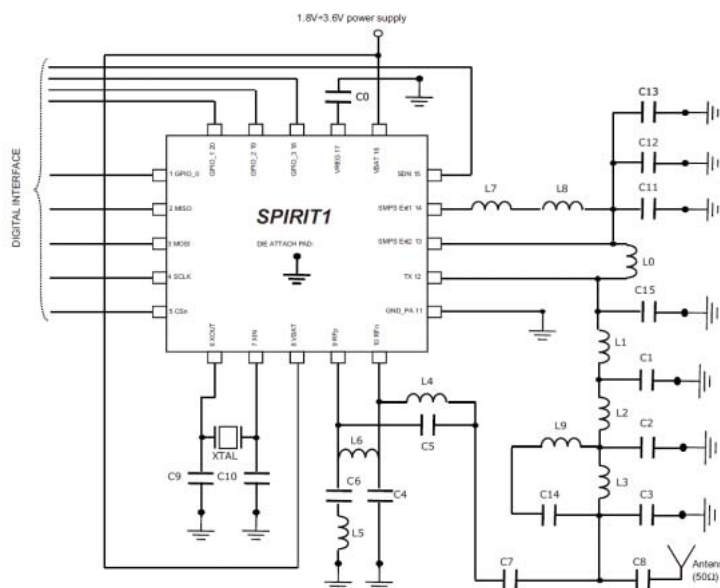 1.8V÷3.6V power supply
C0
C13
C12
C11
GPIO_1 20
GPIO_2 19
GPIO_3 18
VREG 17
VBAT 16
DIGITAL INTERFACE
1 GPIO_0
2 MISO
3 MOSI
4 SCLK
5 CSn
SPIRIT1
DIE ATTACH PAD:
SDN 15
SMPS Ext1 14
SMPS Ext2 13
TX 12
GND_PA 11
L7
L8
L0
C15
6 XOUT
7 XIN
8 VBAT
9 RFp
10 RFn
L1
C1
L4
L2
C5
L9
C2
L6
XTAL
C9
C10
C6
C4
L3
C14
C3
L5
C7
C8
Antenna
(50Ω)